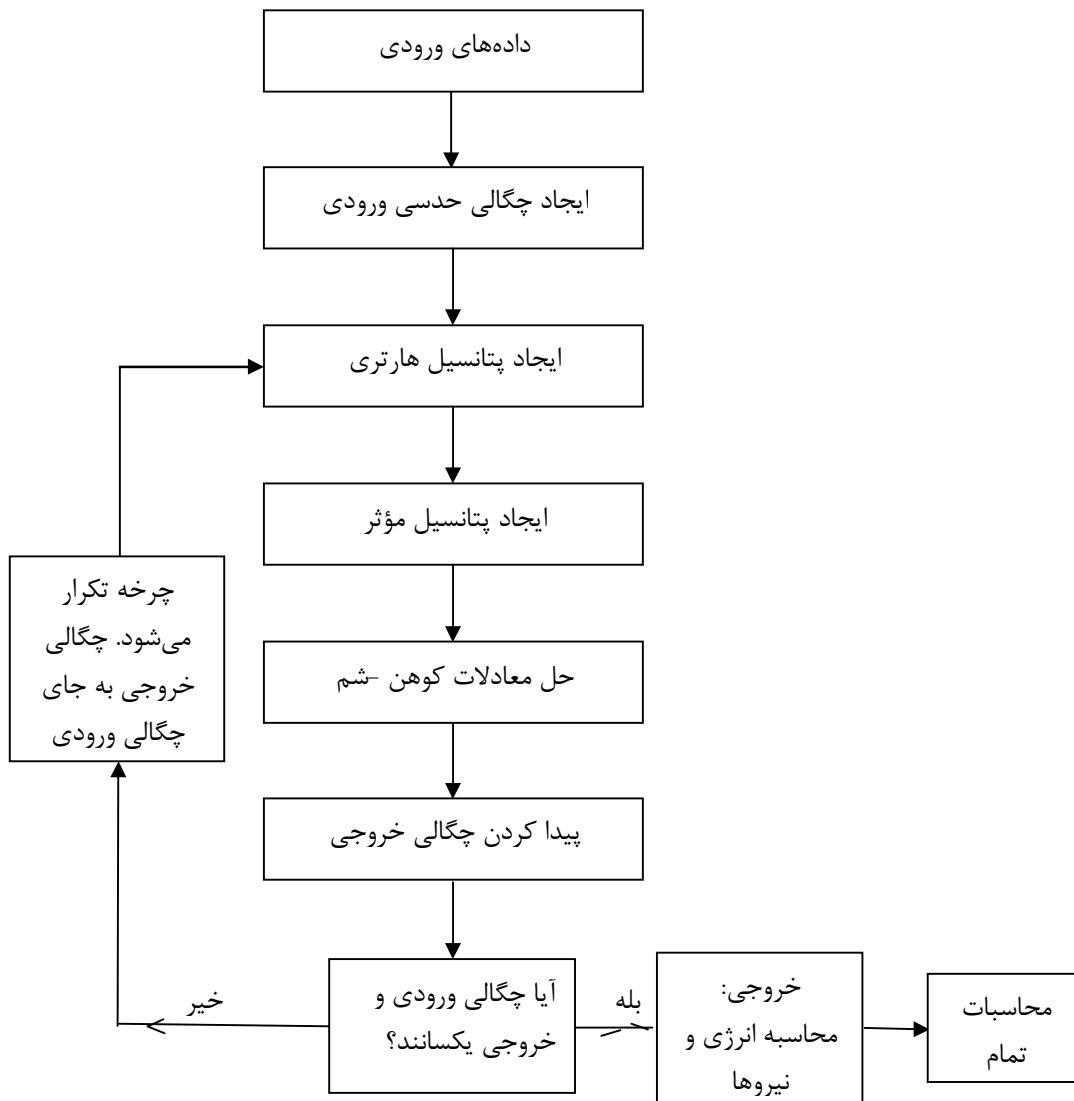 داده‌های ورودی
ایجاد چگالی حدسی ورودی
ایجاد پتانسیل هارتری
ایجاد پتانسیل مؤثر
حل معادلات کوهن -شم
پیدا کردن چگالی خروجی
آیا چگالی ورودی و
خروجی یکسانند؟
خیر
چرخه تکرار
می‌شود. چگالی
خروجی به جای
چگالی ورودی
بله
خروجی:
محاسبه انرژی و
نیروها
محاسبات
تمام